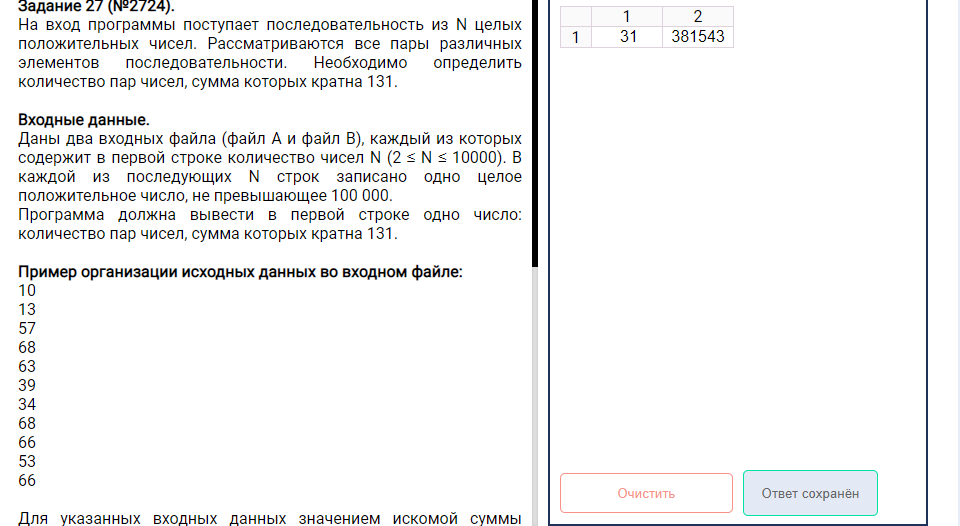 Задание 27 (№2724).
На вход программы поступает последовательность из N целых
положительных чисел. Рассматриваются все пары различных
элементов последовательности. Необходимо определить
количество пар чисел, сумма которых кратна 131.
Входные данные.
Даны два входных файла (файл A и файл B), каждый из которых
содержит в первой строке количество чисел N (2 ≤ N ≤ 10000). В
каждой из последующих N строк записано одно целое
положительное число, не превышающее 100 000.
Программа должна вывести в первой строке одно число:
количество пар чисел, сумма которых кратна 131.
Пример организации исходных данных во входном файле:
10
13
57
68
63
39
34
68
66
53
66
Для указанных входных данных значением искомой суммы
1 2
1 31 381543
Очистить
Ответ сохранён